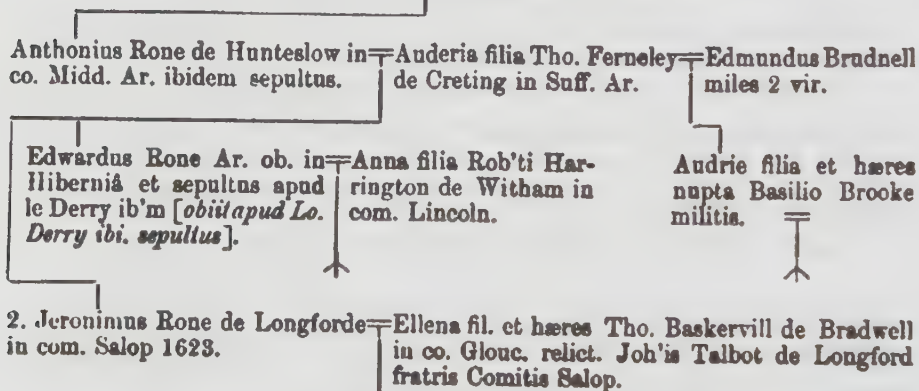 Anthonius Rone de Hunteslow in
co. Midd. Ar. ibidem sepultus.
Auderia filia Tho. Ferneley
de Creting in Suff. Ar.
Edmundus Brudnell
miles 2 vir.
Edwardus Rone Ar. ob. in
Hiberniâ et sepultus apud
le Derry ib'm [obiit apud Lo.
Derry ibi. sepultus].
Anna filia Rob'ti Har-
rington de Witham in
com. Lincoln.
Audrie filia et hæres
nupta Basilio Brooke
militis.
2. Jeronimus Rone de Longforde
in com. Salop 1623.
Ellena fil. et hæres Tho. Baskervill de Bradwell
in co. Glouc. relict. Joh'is Talbot de Longford
fratris Comitis Salop.